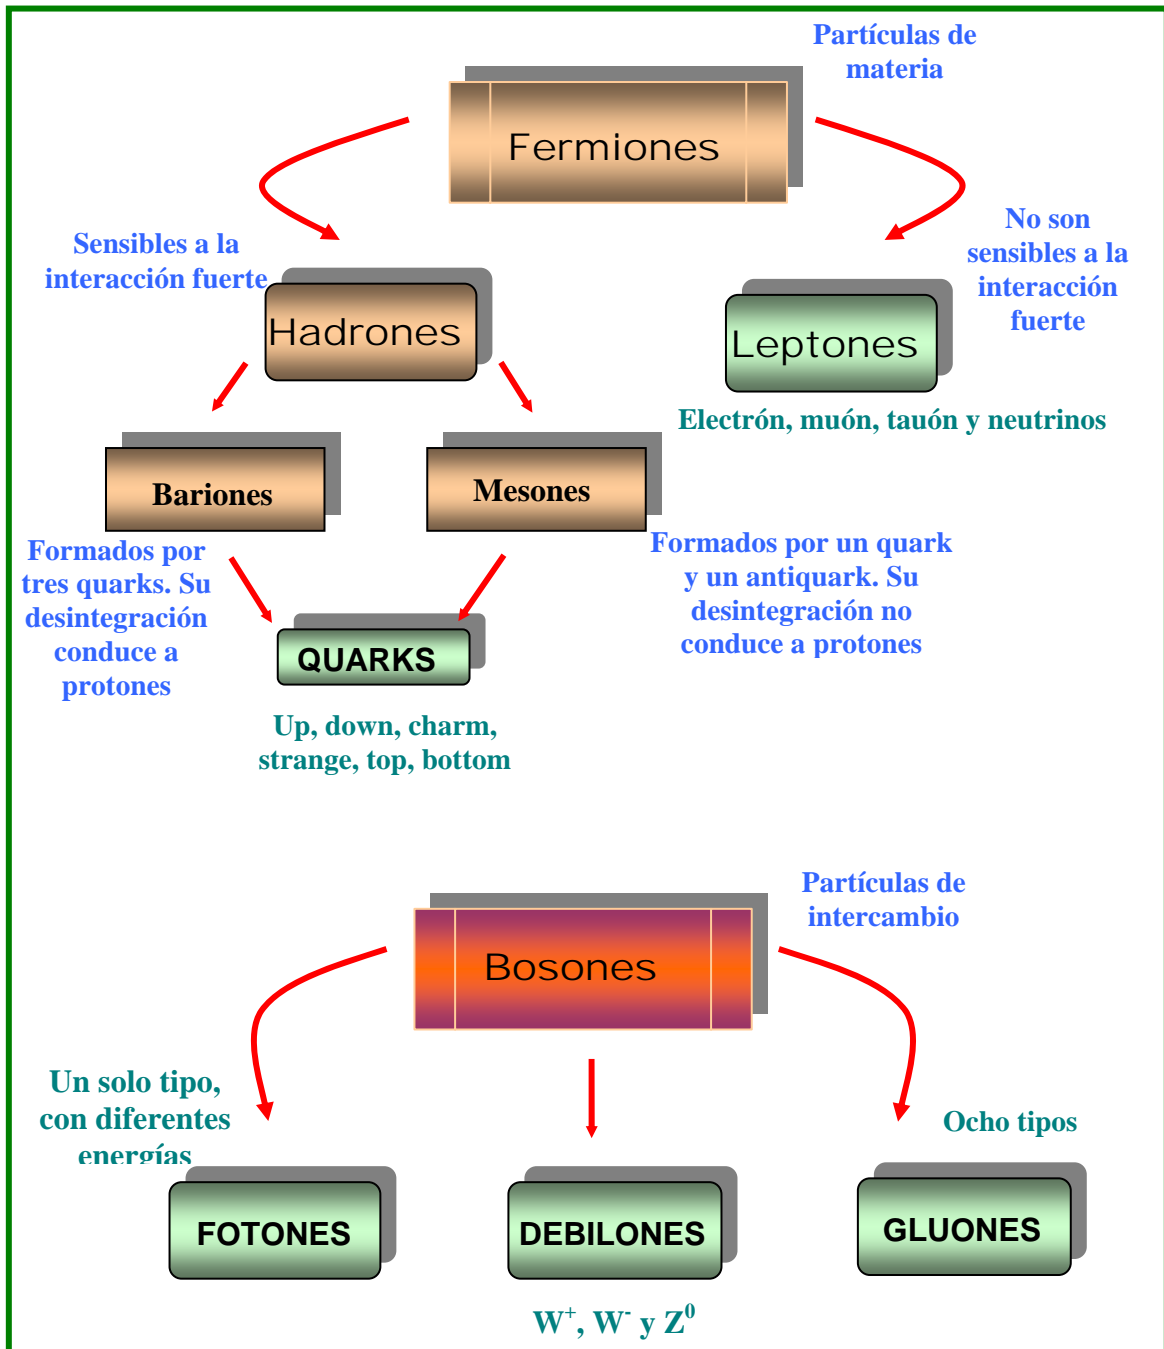 Partículas de
materia
Fermiones
Sensibles a la
interacción fuerte
No son
sensibles a la
interacción
fuerte
Hadrones
Leptones
Electrón, muón, tauón y neutrinos
Bariones
Mesones
Formados por
tres quarks. Su
desintegración
conduce a
protones
Formados por un quark
y un antiquark. Su
desintegración no
conduce a protones
QUARKS
Up, down, charm,
strange, top, bottom
Partículas de
intercambio
Bosones
Un solo tipo,
con diferentes
energías
Ocho tipos
FOTONES
DEBILONES
GLUONES
W⁺, W⁻ y Z⁰